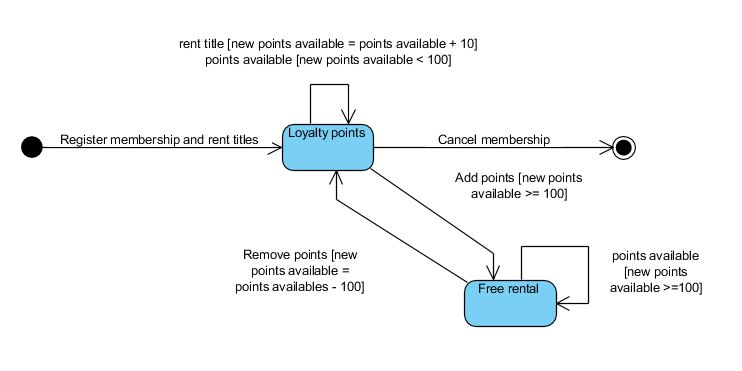 rent title [new points available = points available + 10]
points available [new points available < 100]
Register membership and rent titles
Loyalty points
Cancel membership
Add points [new points
available >= 100]
Remove points [new
points available =
points availables - 100]
Free rental
points available
[new points
available >=100]